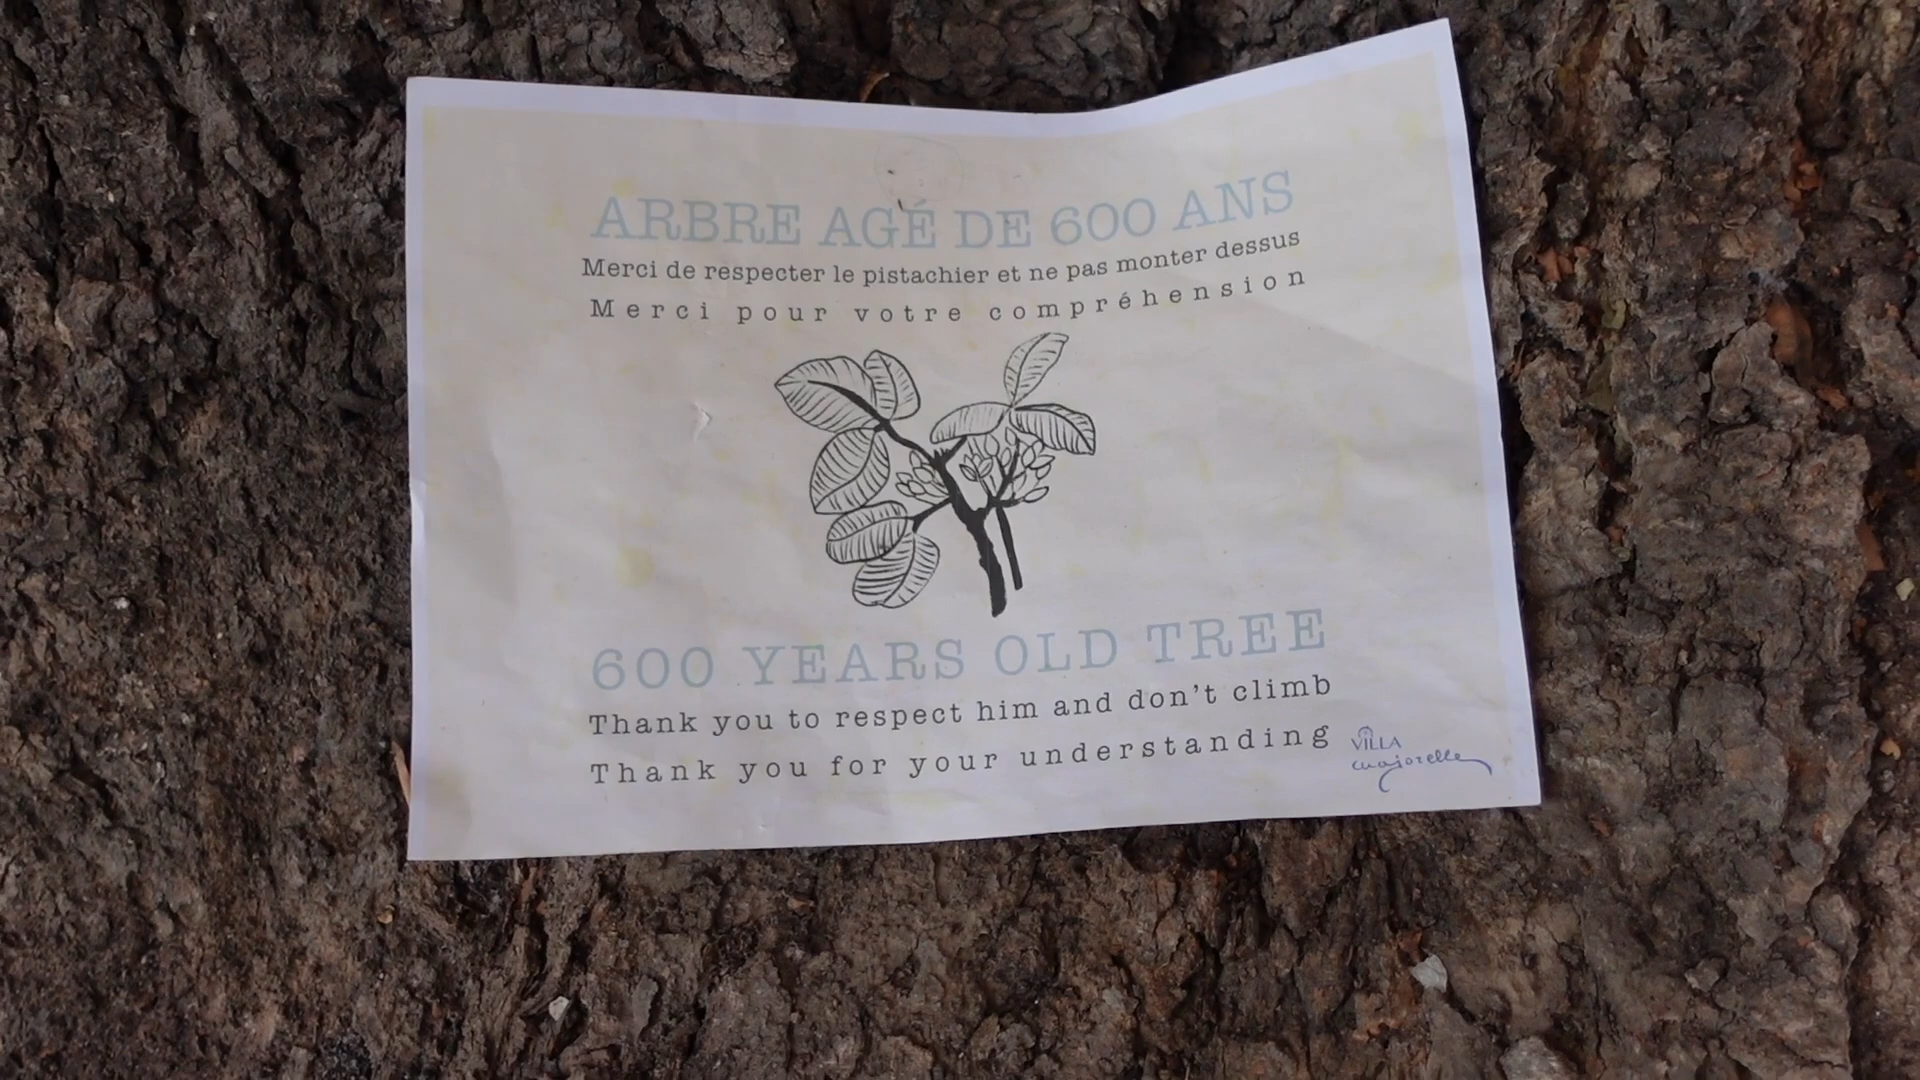 ARBRE AGÉ DE 600 ANS
Merci de respecter le pistachier et ne pas monter dessus
Merci pour votre compréhension
600 YEARS OLD TREE
Thank you to respect him and don't climb
Thank you for your understanding
VILLA
Majorelle